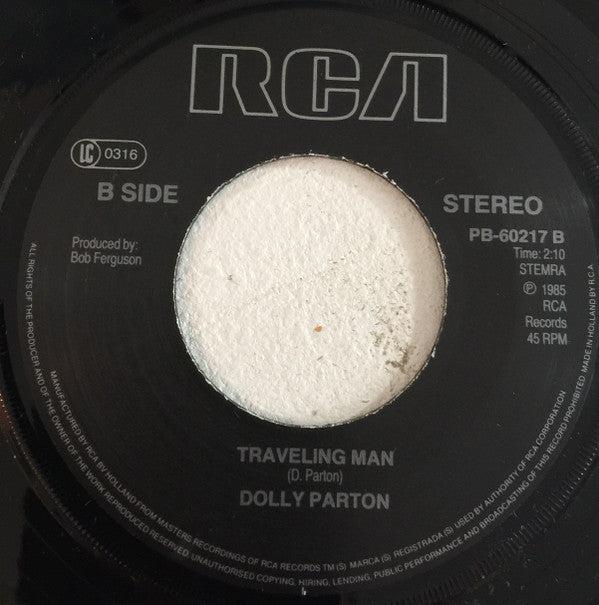 RCA
LC 0316
B SIDE
STEREO
Produced by:
Bob Ferguson
PB-60217 B
Time: 2:10
STEMRA
℗ 1985
RCA
Records
45 RPM
TRAVELING MAN
(D. Parton)
DOLLY PARTON
ALL RIGHTS OF THE PRODUCER AND OF THE OWNER OF THE WORK REPRODUCED RESERVED. UNAUTHORISED COPYING, HIRING, LENDING, PUBLIC PERFORMANCE AND BROADCASTING OF THIS RECORD PROHIBITED. MADE IN HOLLAND BY R.C.A.
MANUFACTURED BY RCA BV HOLLAND FROM MASTERS RECORDINGS OF RCA RECORDS TM (S) MARCA (S) REGISTRADA (S) USED BY AUTHORITY OF RCA CORPORATION